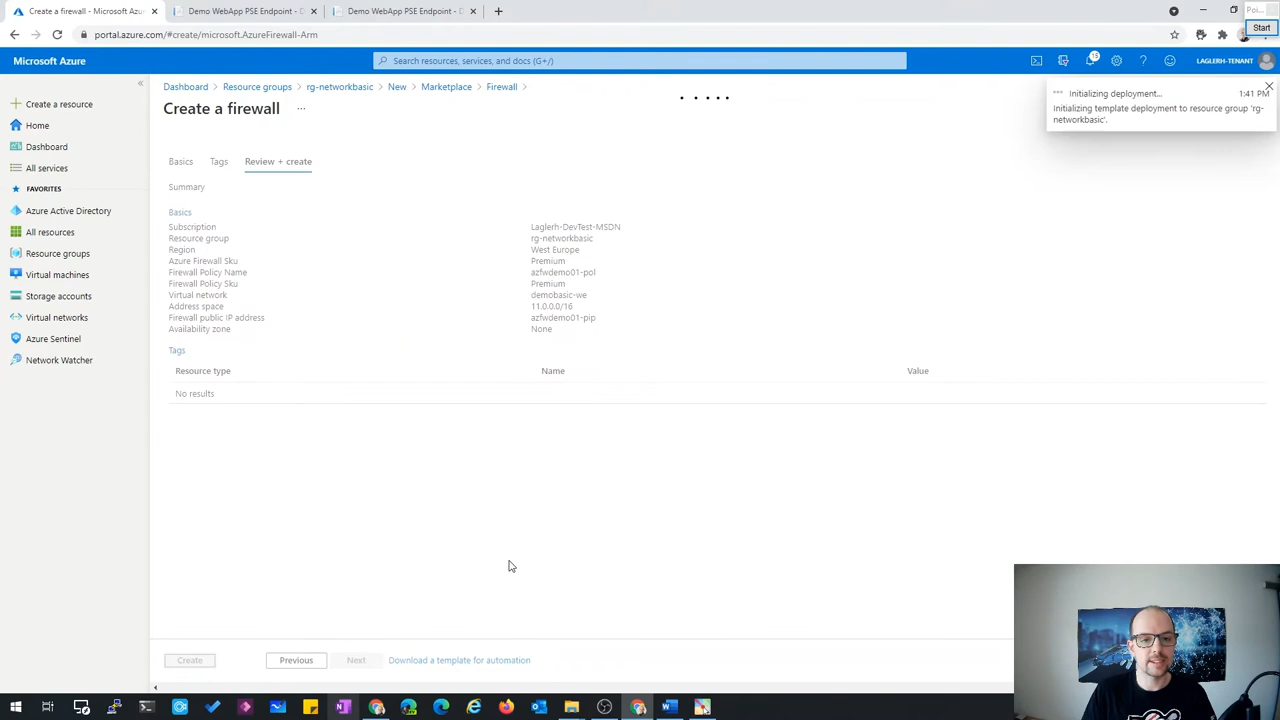 Create a firewall - Microsoft Azu
Demo WebApp PSE Endpoint - D
Demo WebApp PSE Endpoint - D
Poi...
Start
portal.azure.com/#create/microsoft.AzureFirewall-Arm
Microsoft Azure
Search resources, services, and docs (G+/)
15
LAGLERH-TENANT
Dashboard > Resource groups > rg-networkbasic > New > Marketplace > Firewall >
Create a firewall ...
Initializing deployment...
1:41 PM
Initializing template deployment to resource group 'rg-
networkbasic'.
Create a resource
Home
Dashboard
All services
FAVORITES
Azure Active Directory
All resources
Resource groups
Virtual machines
Storage accounts
Virtual networks
Azure Sentinel
Network Watcher
Basics Tags Review + create
Summary
Basics
Subscription Laglerh-DevTest-MSDN
Resource group rg-networkbasic
Region West Europe
Azure Firewall Sku Premium
Firewall Policy Name azfwdemo01-pol
Firewall Policy Sku Premium
Virtual network demobasic-we
Address space 11.0.0.0/16
Firewall public IP address azfwdemo01-pip
Availability zone None
Tags
Resource type Name Value
No results
Create Previous Next Download a template for automation